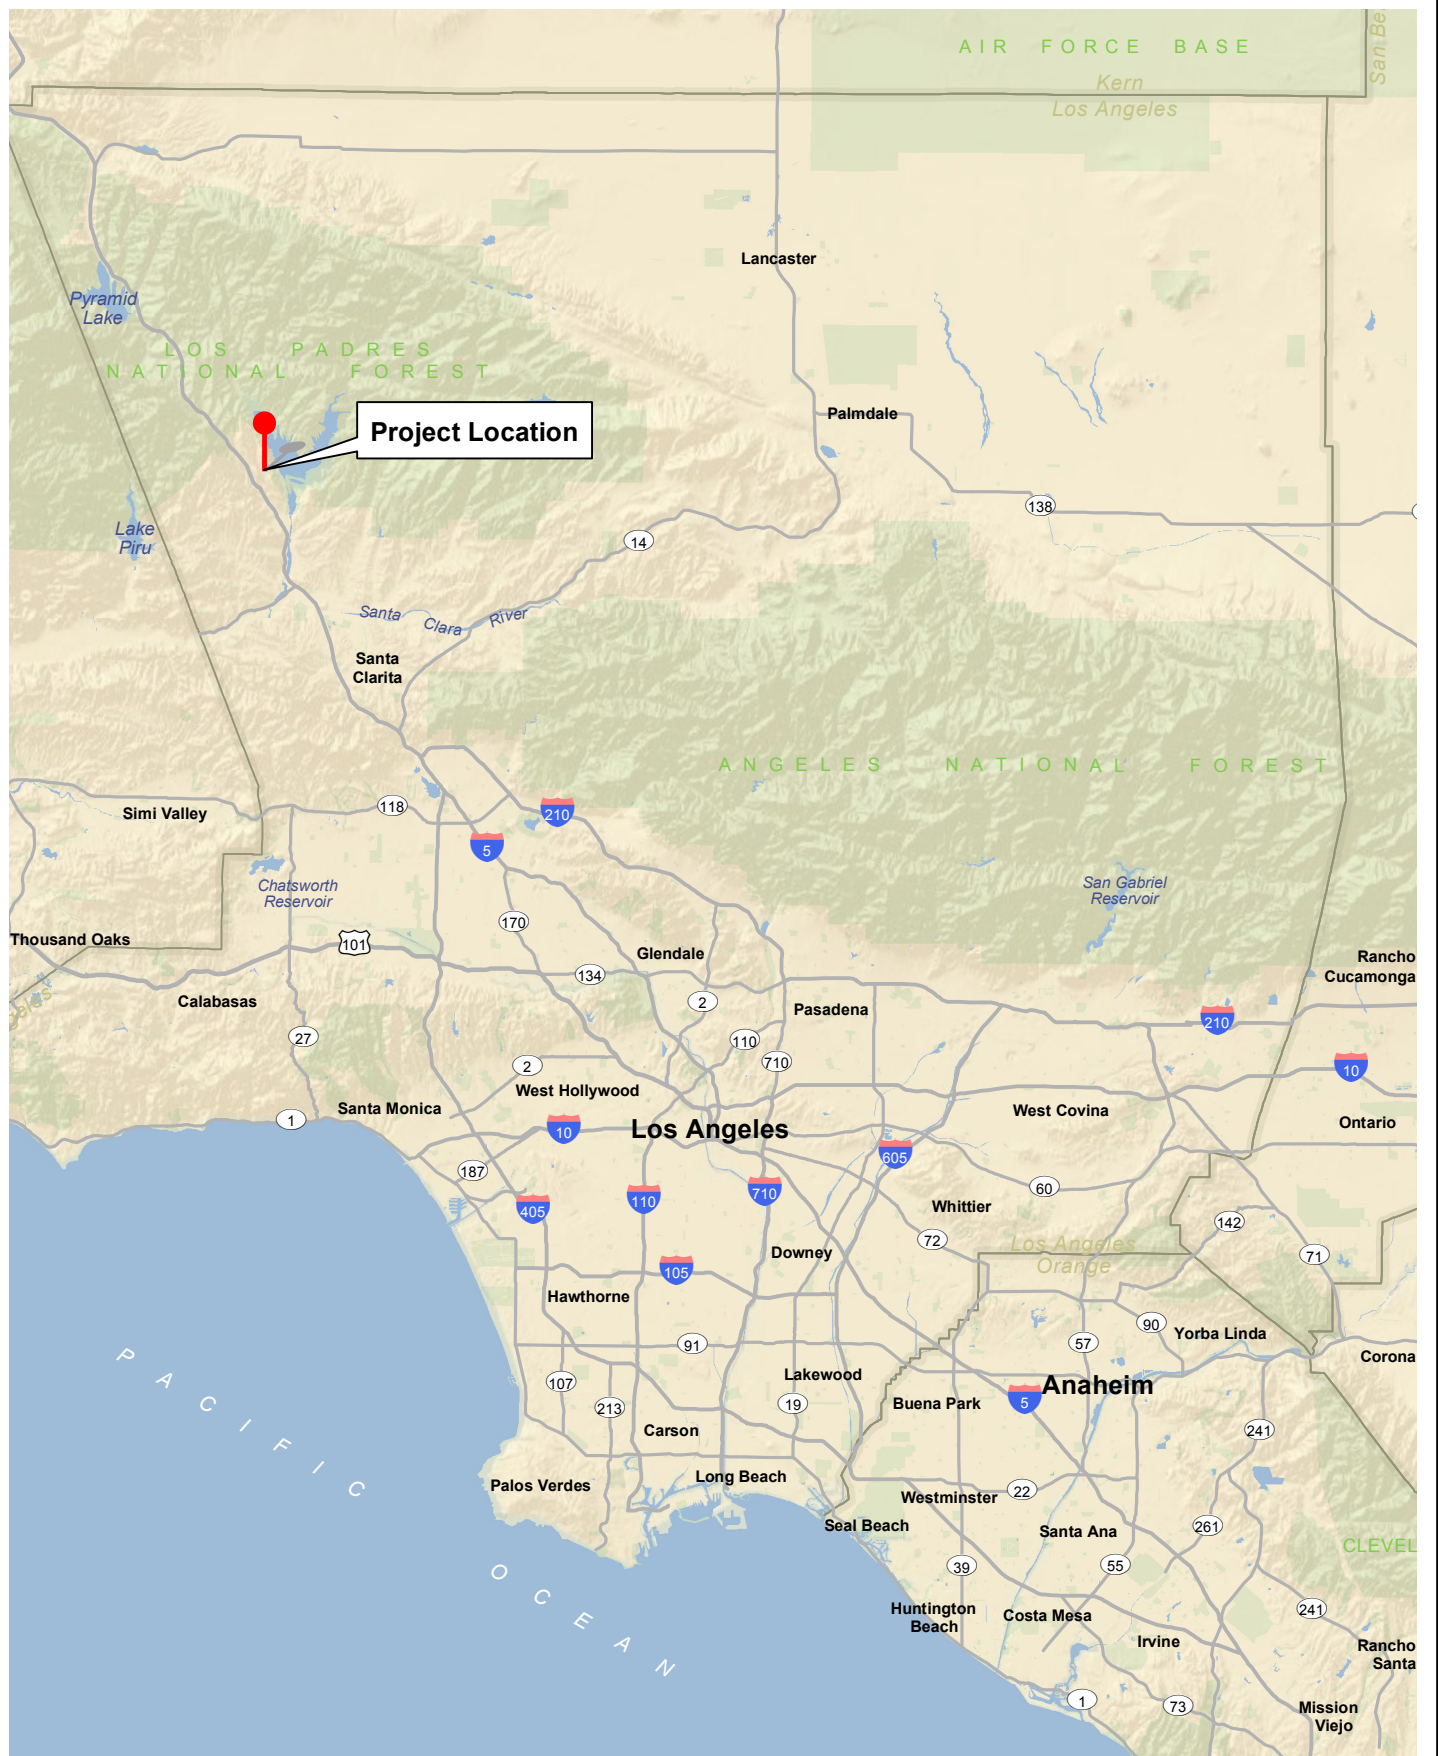 AIR FORCE BASE
San Be
Kern
Los Angeles
Lancaster
Pyramid
Lake
LOS PADRES
NATIONAL FOREST
Project Location
Palmdale
138
Lake
Piru
14
Santa Clara River
Santa
Clarita
ANGELES NATIONAL FOREST
Simi Valley
118
210
5
Chatsworth
Reservoir
San Gabriel
Reservoir
170
Thousand Oaks
101
Glendale
134
Rancho
Cucamonga
Calabasas
2
Pasadena
210
27
110
710
2
10
West Hollywood
Santa Monica
1
West Covina
Ontario
10
Los Angeles
605
187
60
405
110
710
Whittier
142
72
Los Angeles
Orange
71
Downey
105
Hawthorne
90
Yorba Linda
91
57
Corona
PACIFIC OCEAN
107
Lakewood
Anaheim
213
19
Buena Park
5
Carson
241
Long Beach
Palos Verdes
Westminster
22
Seal Beach
Santa Ana
261
CLEVEL
39
55
Huntington
Beach
Costa Mesa
241
Irvine
Rancho
Santa
1
73
Mission
Viejo